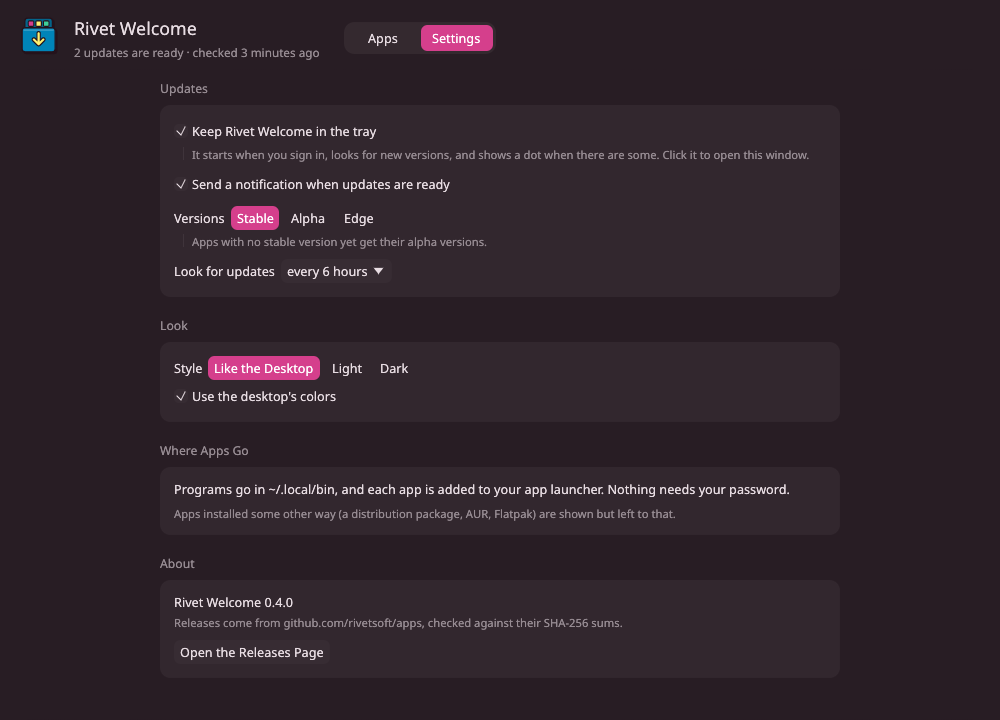 Rivet Welcome
2 updates are ready · checked 3 minutes ago
Apps
Settings
Updates
Keep Rivet Welcome in the tray
It starts when you sign in, looks for new versions, and shows a dot when there are some. Click it to open this window.
Send a notification when updates are ready
Versions Stable Alpha Edge
Apps with no stable version yet get their alpha versions.
Look for updates every 6 hours
Look
Style Like the Desktop Light Dark
Use the desktop's colors
Where Apps Go
Programs go in ~/.local/bin, and each app is added to your app launcher. Nothing needs your password.
Apps installed some other way (a distribution package, AUR, Flatpak) are shown but left to that.
About
Rivet Welcome 0.4.0
Releases come from github.com/rivetsoft/apps, checked against their SHA-256 sums.
Open the Releases Page